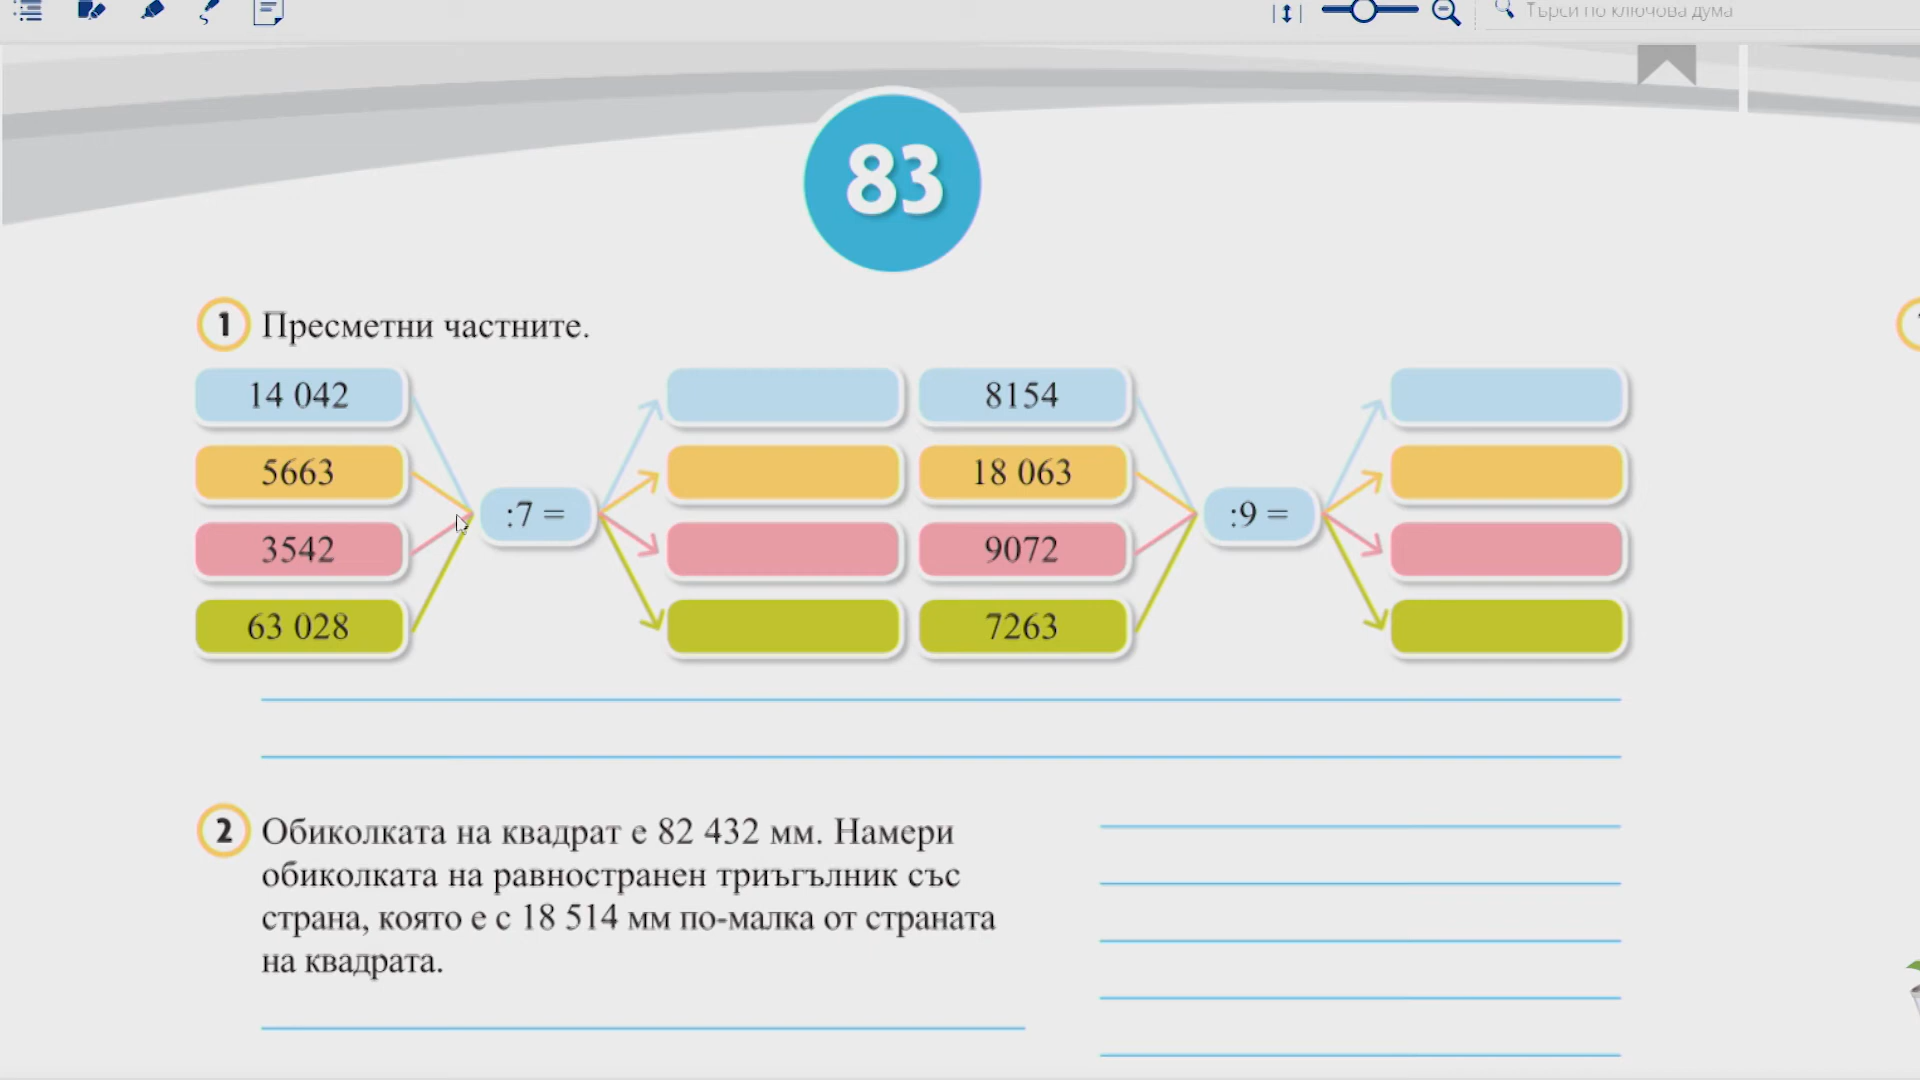 Търси по ключова дума
83
1 Пресметни частните.
14 042
5663
3542
63 028
:7 =
8154
18 063
9072
7263
:9 =
2 Обиколката на квадрат е 82 432 мм. Намери
обиколката на равностранен триъгълник със
страна, която е с 18 514 мм по-малка от страната
на квадрата.